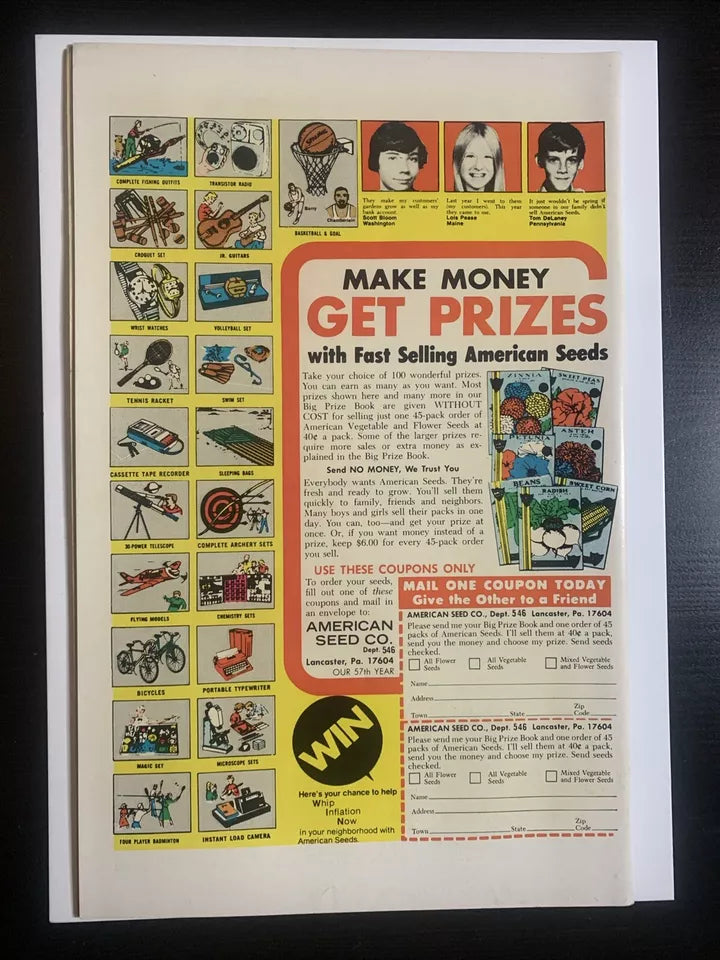 COMPLETE FISHING OUTFITS
TRANSISTOR RADIO
CROQUET SET
JR. GUITARS
WRIST WATCHES
VOLLEYBALL SET
TENNIS RACKET
SWIM SET
CASSETTE TAPE RECORDER
SLEEPING BAGS
30-POWER TELESCOPE
COMPLETE ARCHERY SETS
FLYING MODELS
CHEMISTRY SETS
BICYCLES
PORTABLE TYPEWRITER
MAGIC SET
MICROSCOPE SETS
FOUR PLAYER BADMINTON
INSTANT LOAD CAMERA
Barry
Chamberlain
BASKETBALL & GOAL
They make my customers'
gardens grow as well as my
bank account.
Scott Bloom
Washington
Last year I went to them
(my customers). This year
they came to me.
Lois Pease
Maine
It just wouldn't be spring if
someone in our family didn't
sell American Seeds.
Tom DeLaney
Pennsylvania
MAKE MONEY
GET PRIZES
with Fast Selling American Seeds
Take your choice of 100 wonderful prizes.
You can earn as many as you want. Most
prizes shown here and many more in our
Big Prize Book are given WITHOUT
COST for selling just one 45-pack order of
American Vegetable and Flower Seeds at
40¢ a pack. Some of the larger prizes re-
quire more sales or extra money as ex-
plained in the Big Prize Book.
Send NO MONEY, We Trust You
Everybody wants American Seeds. They're
fresh and ready to grow. You'll sell them
quickly to family, friends and neighbors.
Many boys and girls sell their packs in one
day. You can, too—and get your prize at
once. Or, if you want money instead of a
prize, keep $6.00 for every 45-pack order
you sell.
ZINNIA
SWEET PEAS
PETUNIA
ASTER
BEANS
RADISH
SWEET CORN
USE THESE COUPONS ONLY
To order your seeds,
fill out one of these
coupons and mail in
an envelope to:
AMERICAN
SEED CO.
Dept. 546
Lancaster, Pa. 17604
OUR 57th YEAR
MAIL ONE COUPON TODAY
Give the Other to a Friend
AMERICAN SEED CO., Dept. 546 Lancaster, Pa. 17604
Please send me your Big Prize Book and one order of 45
packs of American Seeds. I'll sell them at 40¢ a pack,
send you the money and choose my prize. Send seeds
checked.
All Flower
Seeds
All Vegetable
Seeds
Mixed Vegetable
and Flower Seeds
Name
Address
Town State Zip
Code
AMERICAN SEED CO., Dept. 546 Lancaster, Pa. 17604
Please send me your Big Prize Book and one order of 45
packs of American Seeds. I'll sell them at 40¢ a pack,
send you the money and choose my prize. Send seeds
checked.
All Flower
Seeds
All Vegetable
Seeds
Mixed Vegetable
and Flower Seeds
Name
Address
Town State Zip
Code
WIN
Here's your chance to help
Whip
Inflation
Now
in your neighborhood with
American Seeds.